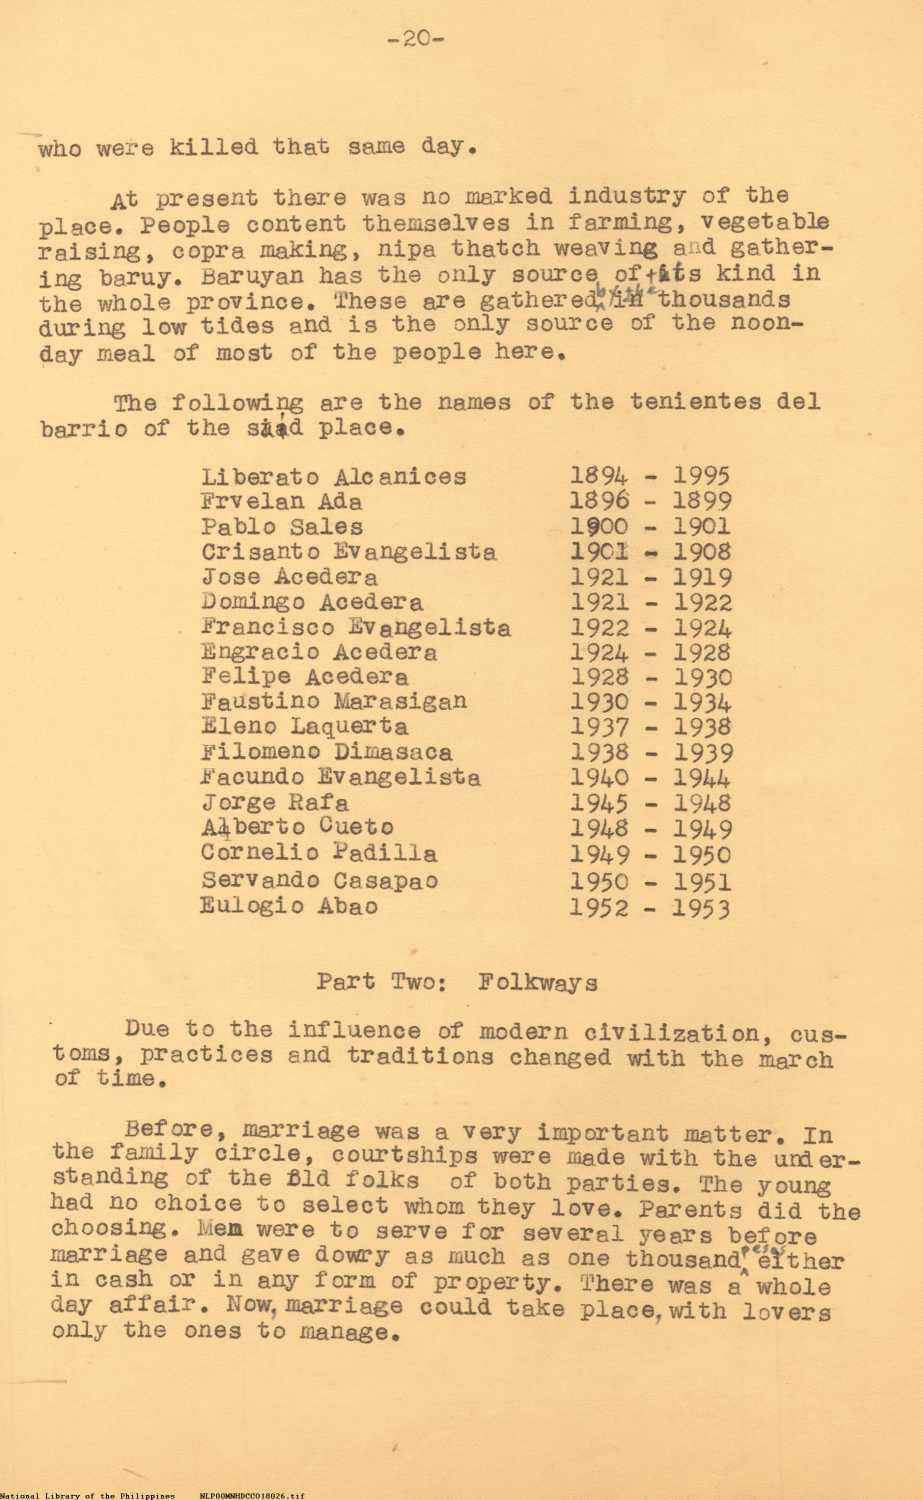 -20-
who were killed that same day.
At present there was no marked industry of the
place. People content themselves in farming, vegetable
raising, copra making, nipa thatch weaving and gather-
ing baruy. Baruyan has the only source of its kind in
the whole province. These are gathered thousands
during low tides and is the only source of the noon-
day meal of most of the people here.
The following are the names of the tenientes del
barrio of the said place.
Liberato Alcanices 1894 - 1995
Frvelan Ada 1896 - 1899
Pablo Sales 1900 - 1901
Crisanto Evangelista 1901 - 1908
Jose Acedera 1921 - 1919
Domingo Acedera 1921 - 1922
Francisco Evangelista 1922 - 1924
Engracio Acedera 1924 - 1928
Felipe Acedera 1928 - 1930
Faustino Marasigan 1930 - 1934
Eleno Laquerta 1937 - 1938
Filomeno Dimasaca 1938 - 1939
Facundo Evangelista 1940 - 1944
Jorge Rafa 1945 - 1948
Alberto Cueto 1948 - 1949
Cornelio Padilla 1949 - 1950
Servando Casapao 1950 - 1951
Eulogio Abao 1952 - 1953
Part Two: Folkways
Due to the influence of modern civilization, cus-
toms, practices and traditions changed with the march
of time.
Before, marriage was a very important matter. In
the family circle, courtships were made with the under-
standing of the old folks of both parties. The young
had no choice to select whom they love. Parents did the
choosing. Men were to serve for several years before
marriage and gave dowry as much as one thousand either
in cash or in any form of property. There was a whole
day affair. Now, marriage could take place, with lovers
only the ones to manage.
National Library of the Philippines NLPOOMNHDCC018026.tif